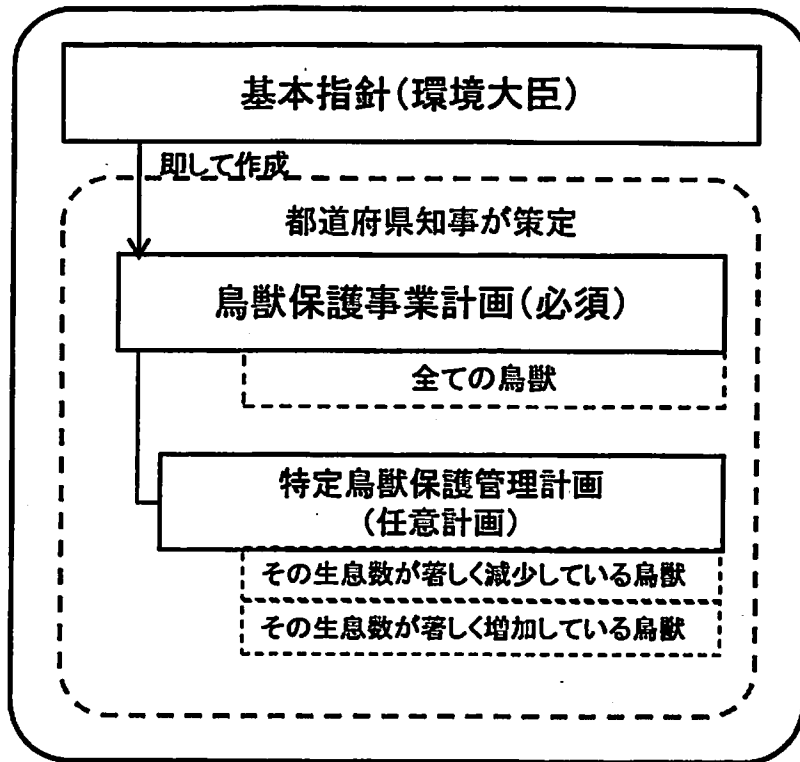 基本指針(環境大臣)
即して作成
都道府県知事が策定
鳥獣保護事業計画(必須)
全ての鳥獣
特定鳥獣保護管理計画
(任意計画)
その生息数が著しく減少している鳥獣
その生息数が著しく増加している鳥獣